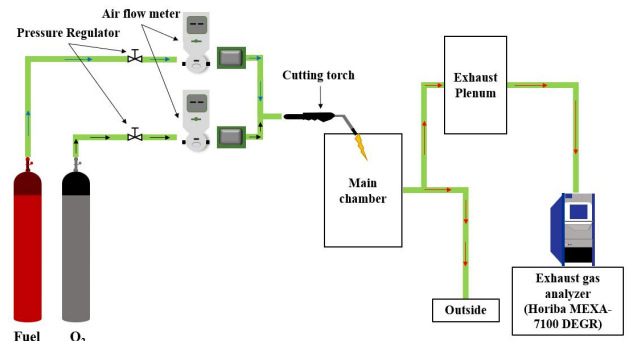 Air flow meter
Pressure Regulator
Cutting torch
Exhaust
Plenum
Main
chamber
Outside
Exhaust gas
analyzer
(Horiba MEXA-
7100 DEGR)
Fuel
O₂